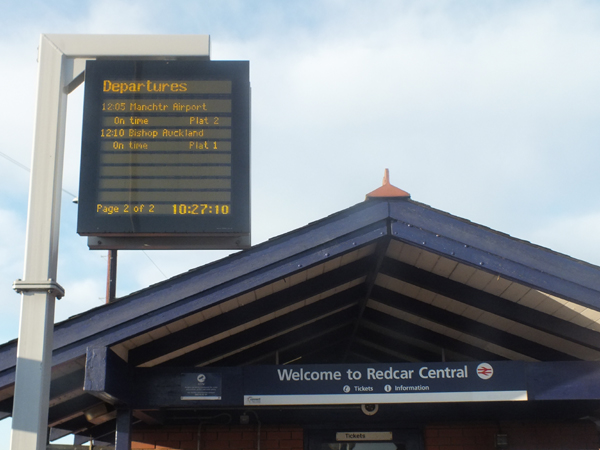 Departures
12:05 Manchtr Airport
On time Plat 2
12:10 Bishop Auckland
On time Plat 1
Page 2 of 2 10:27:10
Welcome to Redcar Central
Tickets Information
Tickets